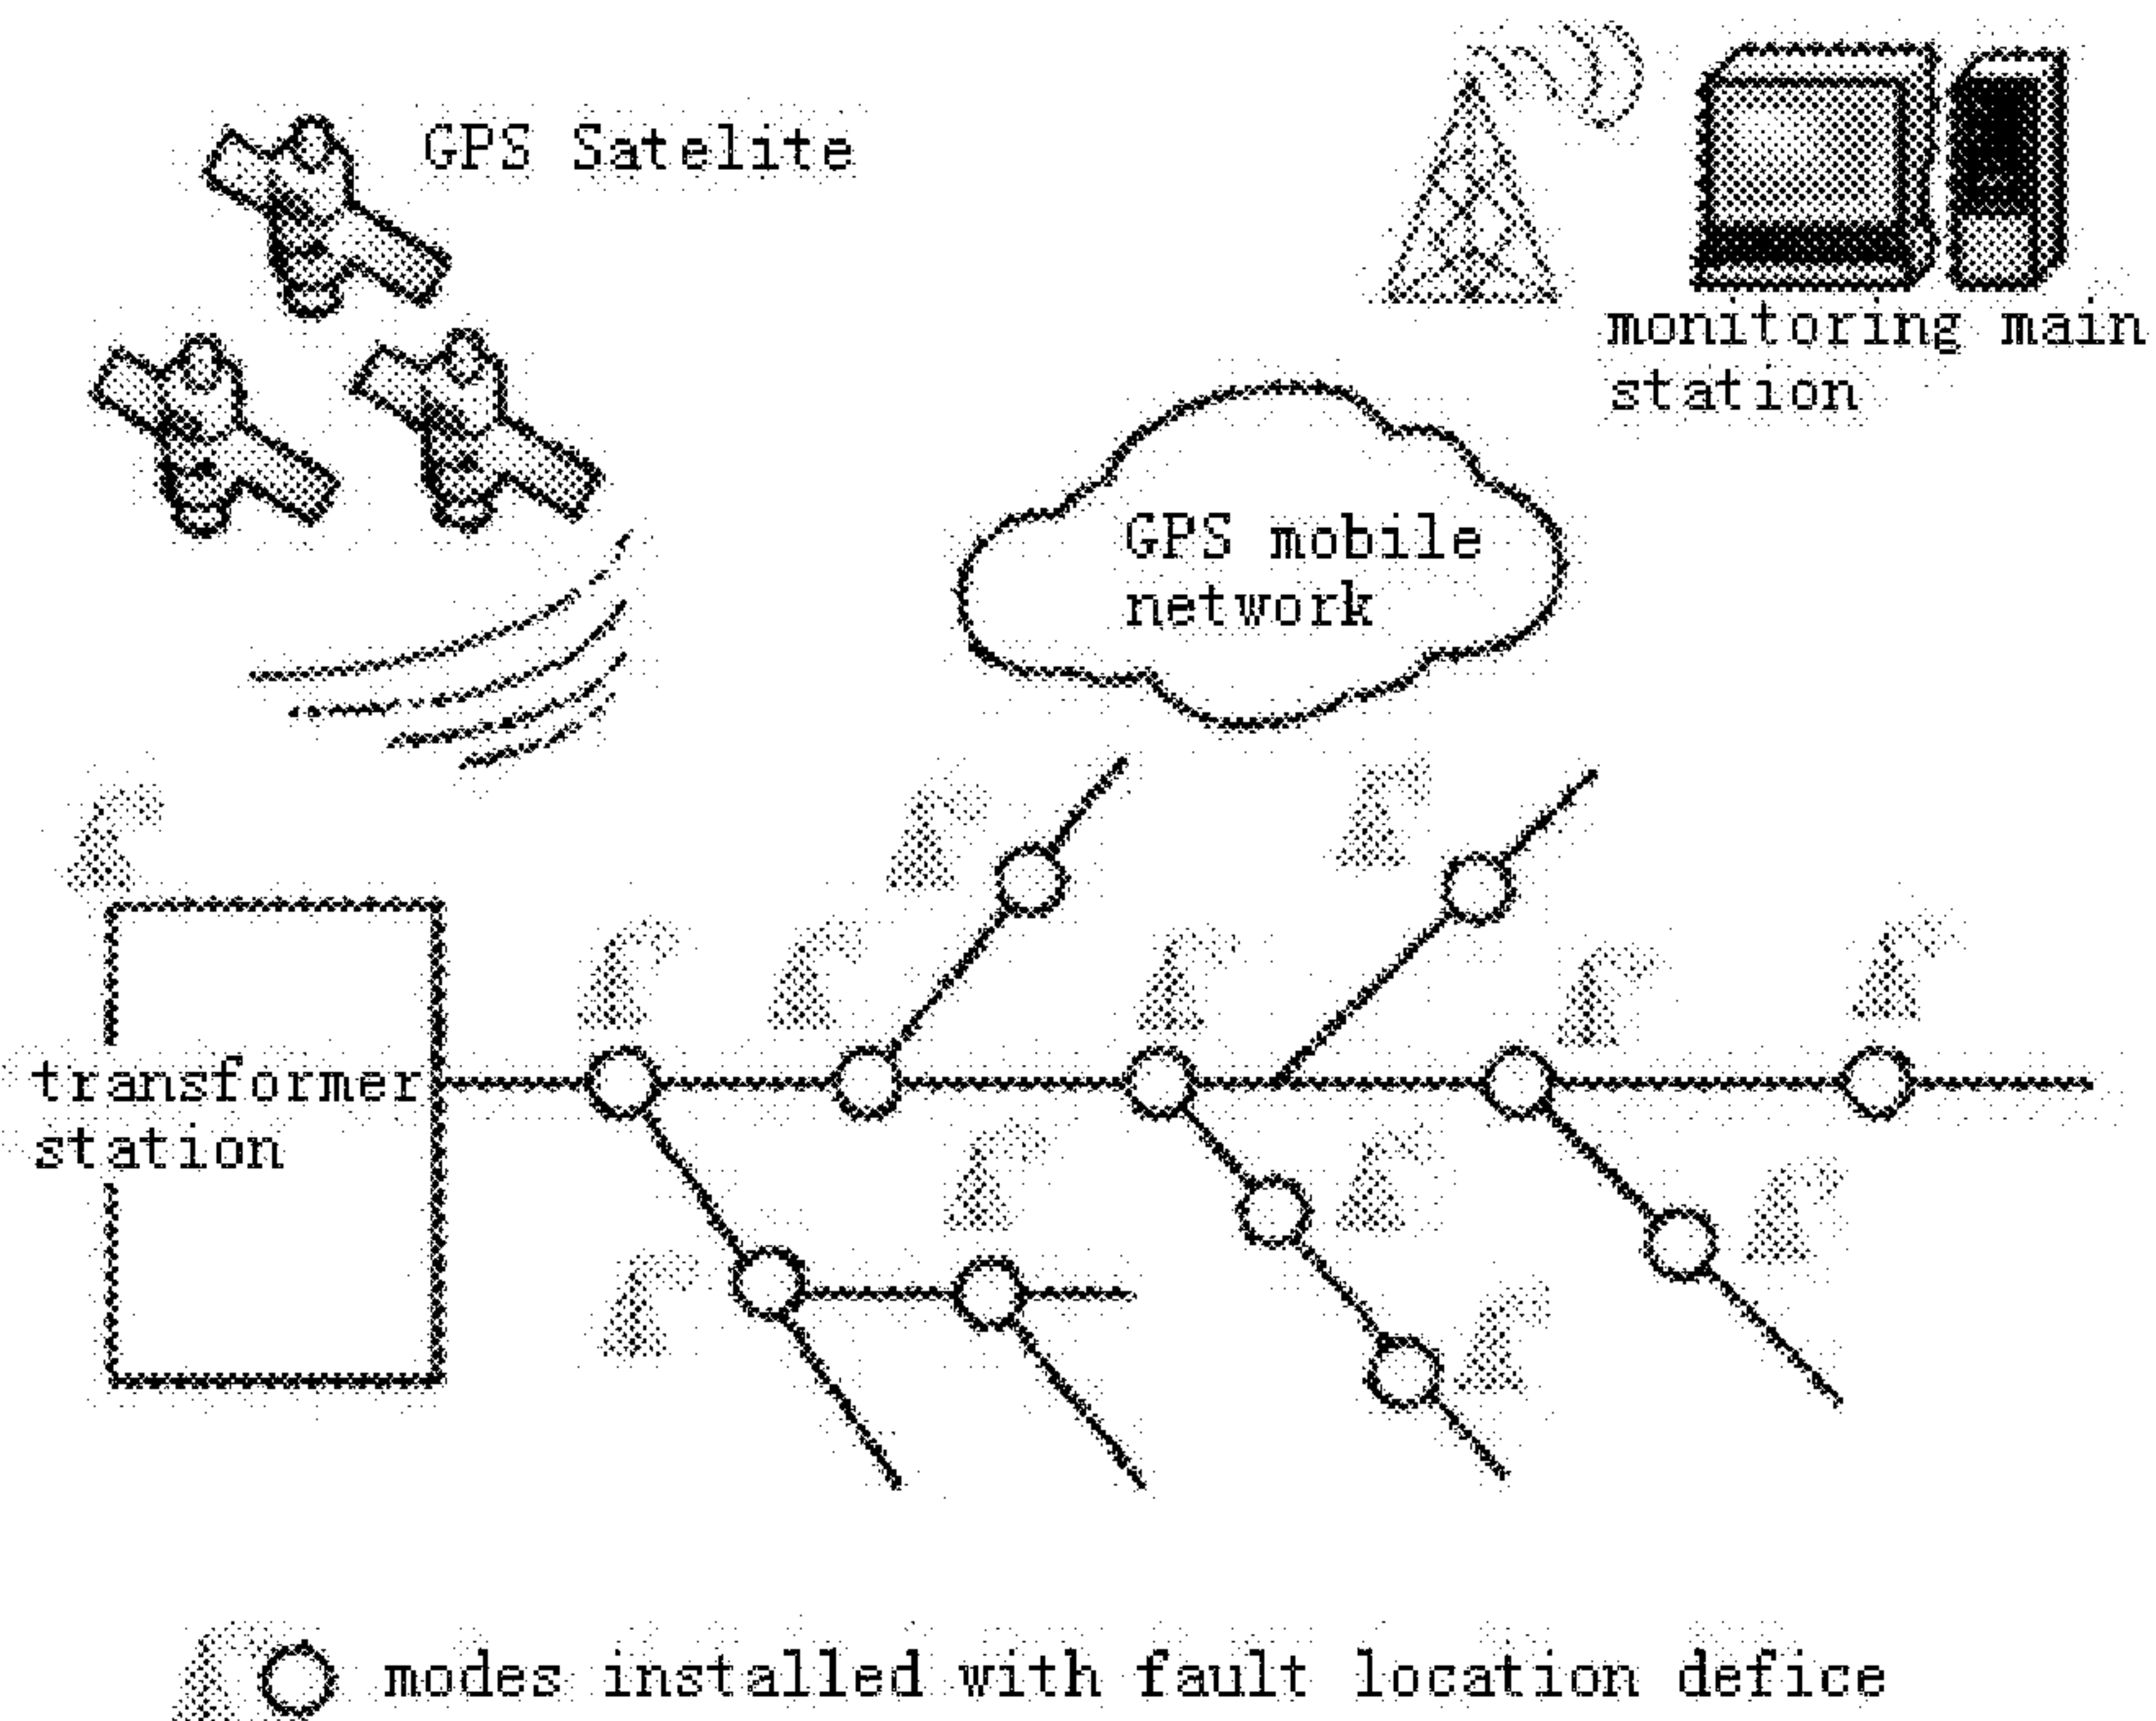 GPS Satelite
monitoring main
station
GPS mobile
network
transformer
station
modes installed with fault location defice